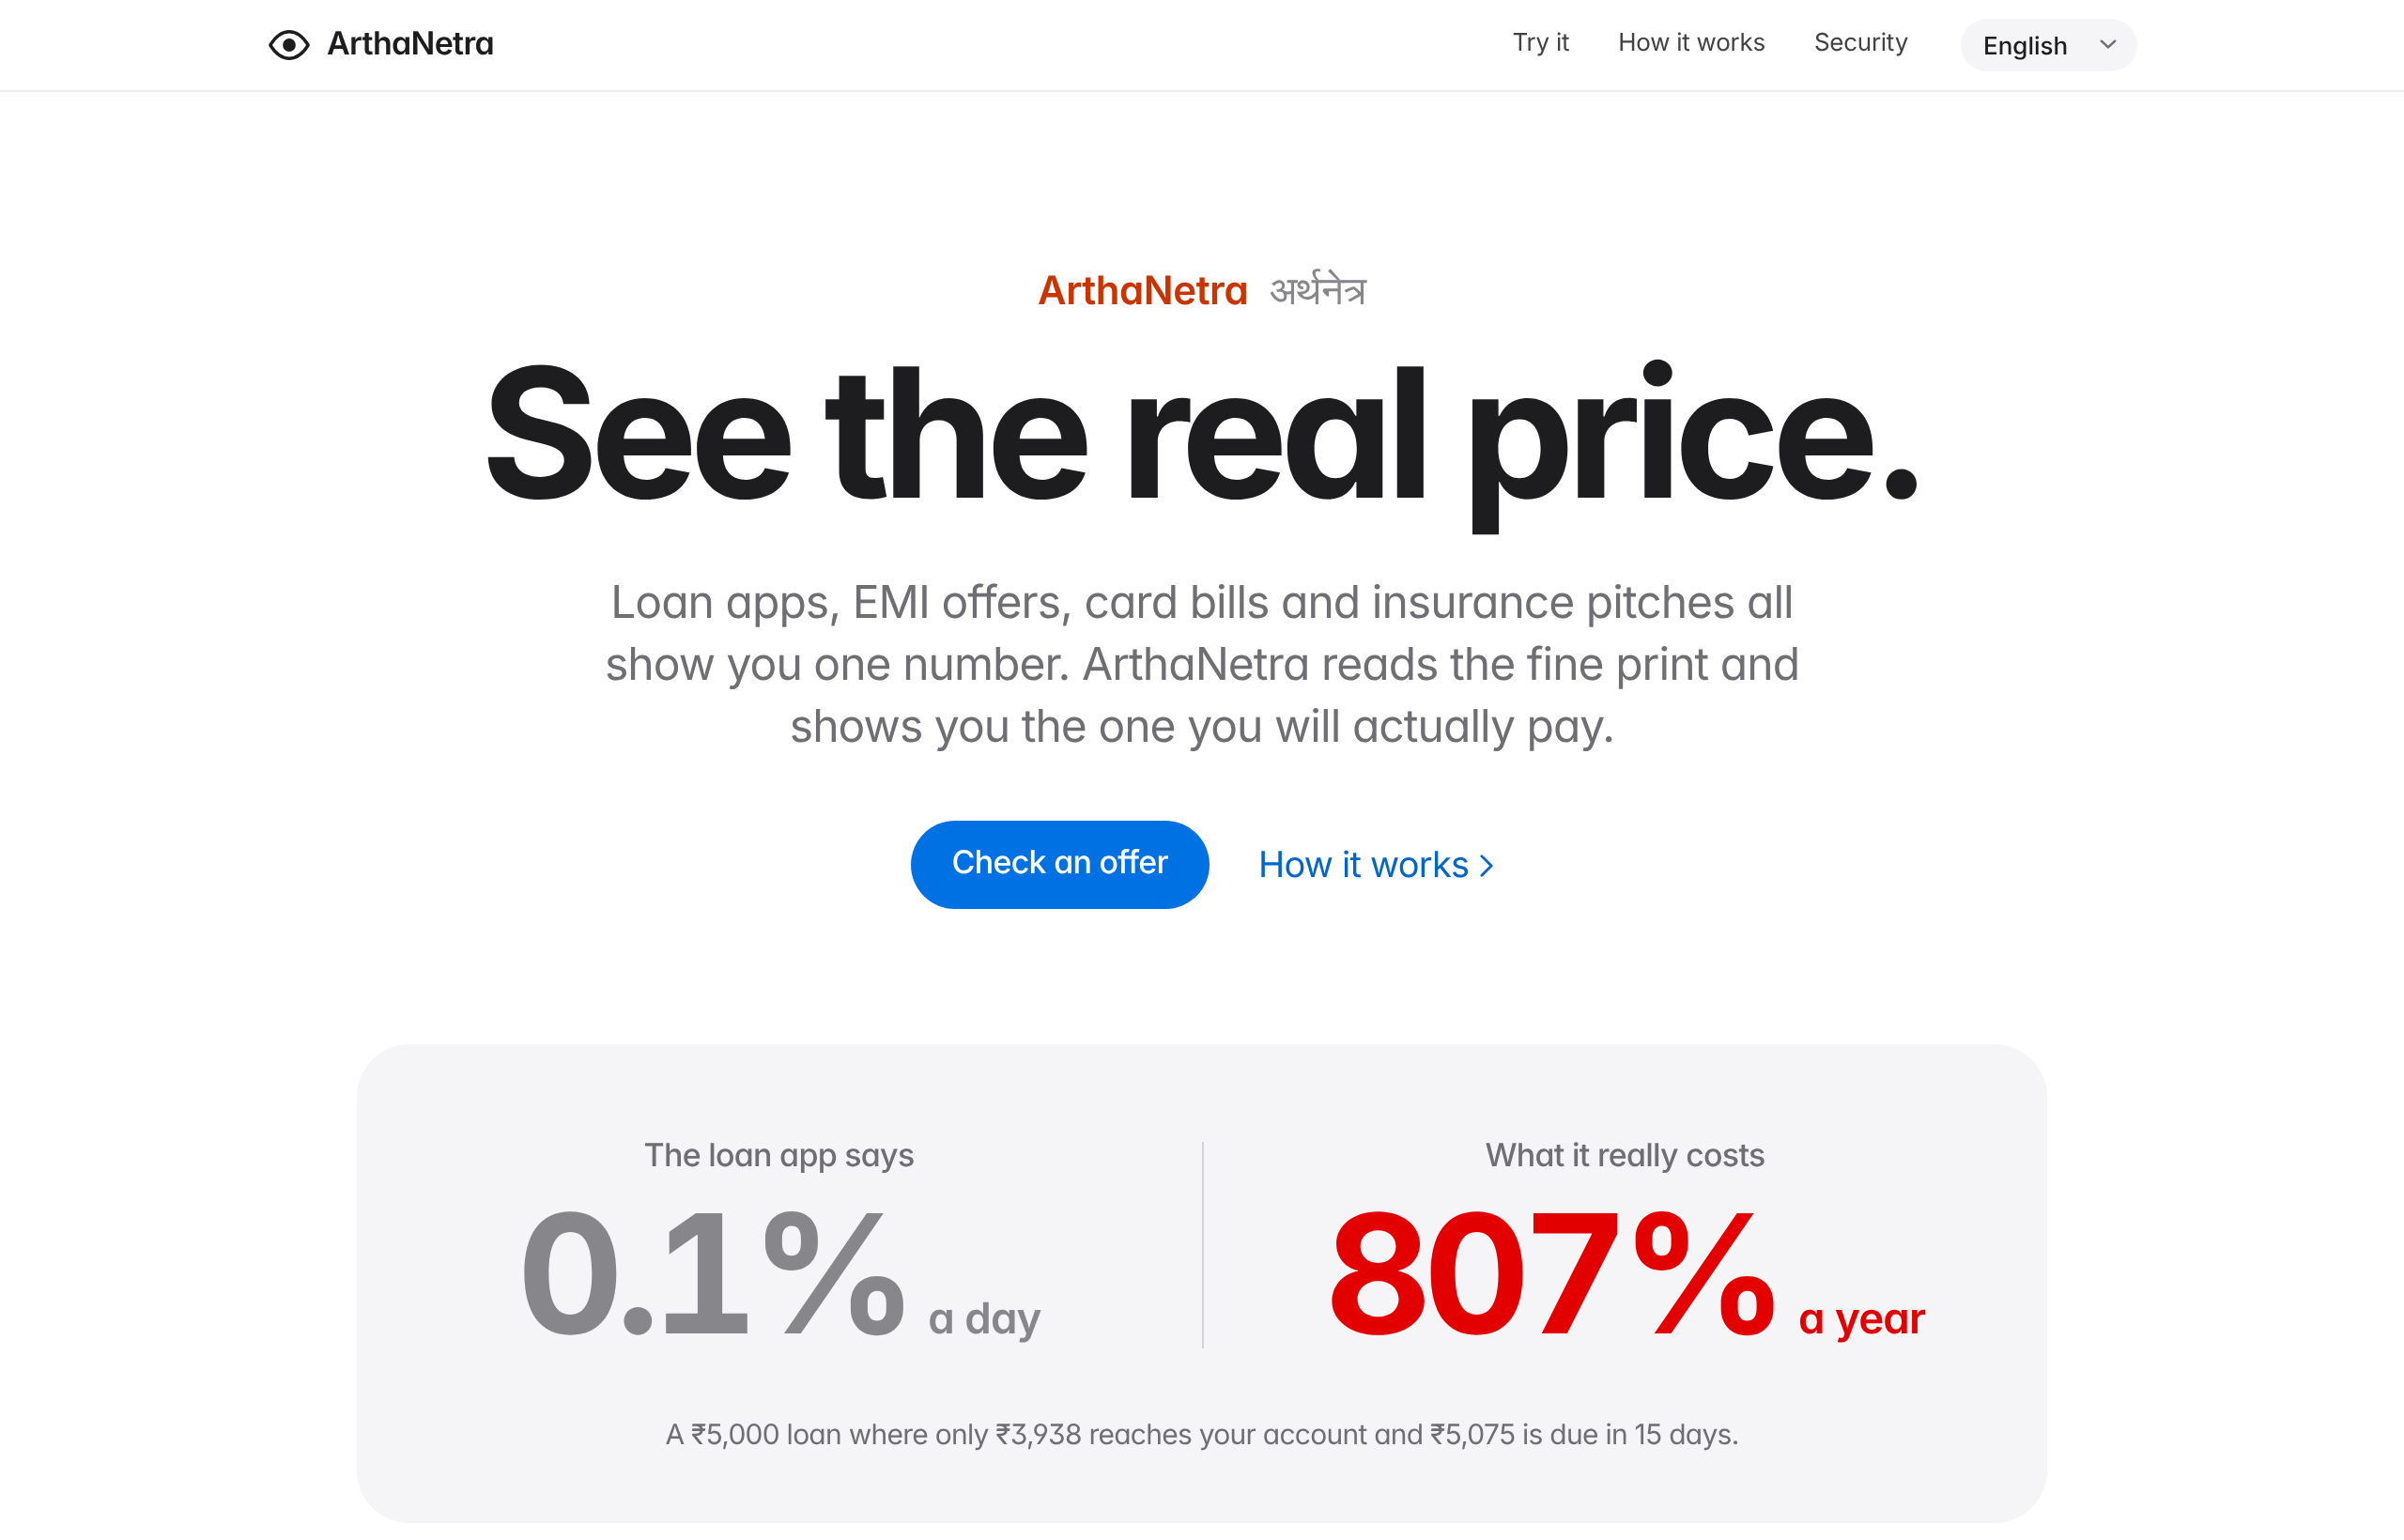 ArthaNetra
Try it
How it works
Security
English
ArthaNetra अर्थनेत्र
See the real price.
Loan apps, EMI offers, card bills and insurance pitches all
show you one number. ArthaNetra reads the fine print and
shows you the one you will actually pay.
Check an offer
How it works
The loan app says
0.1% a day
What it really costs
807% a year
A ₹5,000 loan where only ₹3,938 reaches your account and ₹5,075 is due in 15 days.